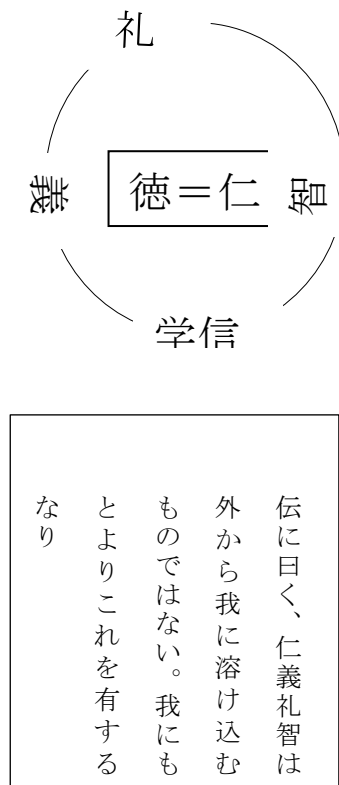 礼
義
徳＝仁
智
学信
伝に曰く、仁義礼智は
外から我に溶け込む
ものではない。我にも
とよりこれを有する
なり